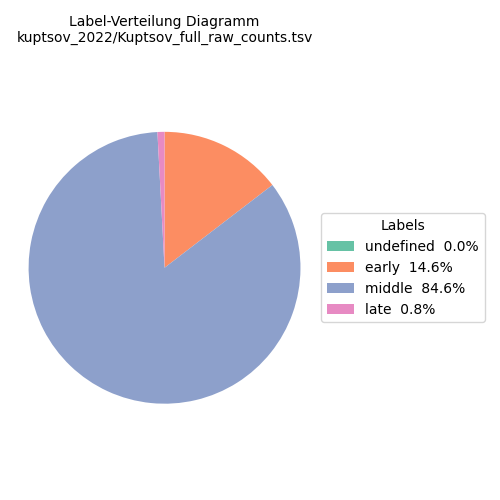 Label-Verteilung Diagramm
kuptsov_2022/Kuptsov_full_raw_counts.tsv
Labels
undefined  0.0%
early  14.6%
middle  84.6%
late  0.8%